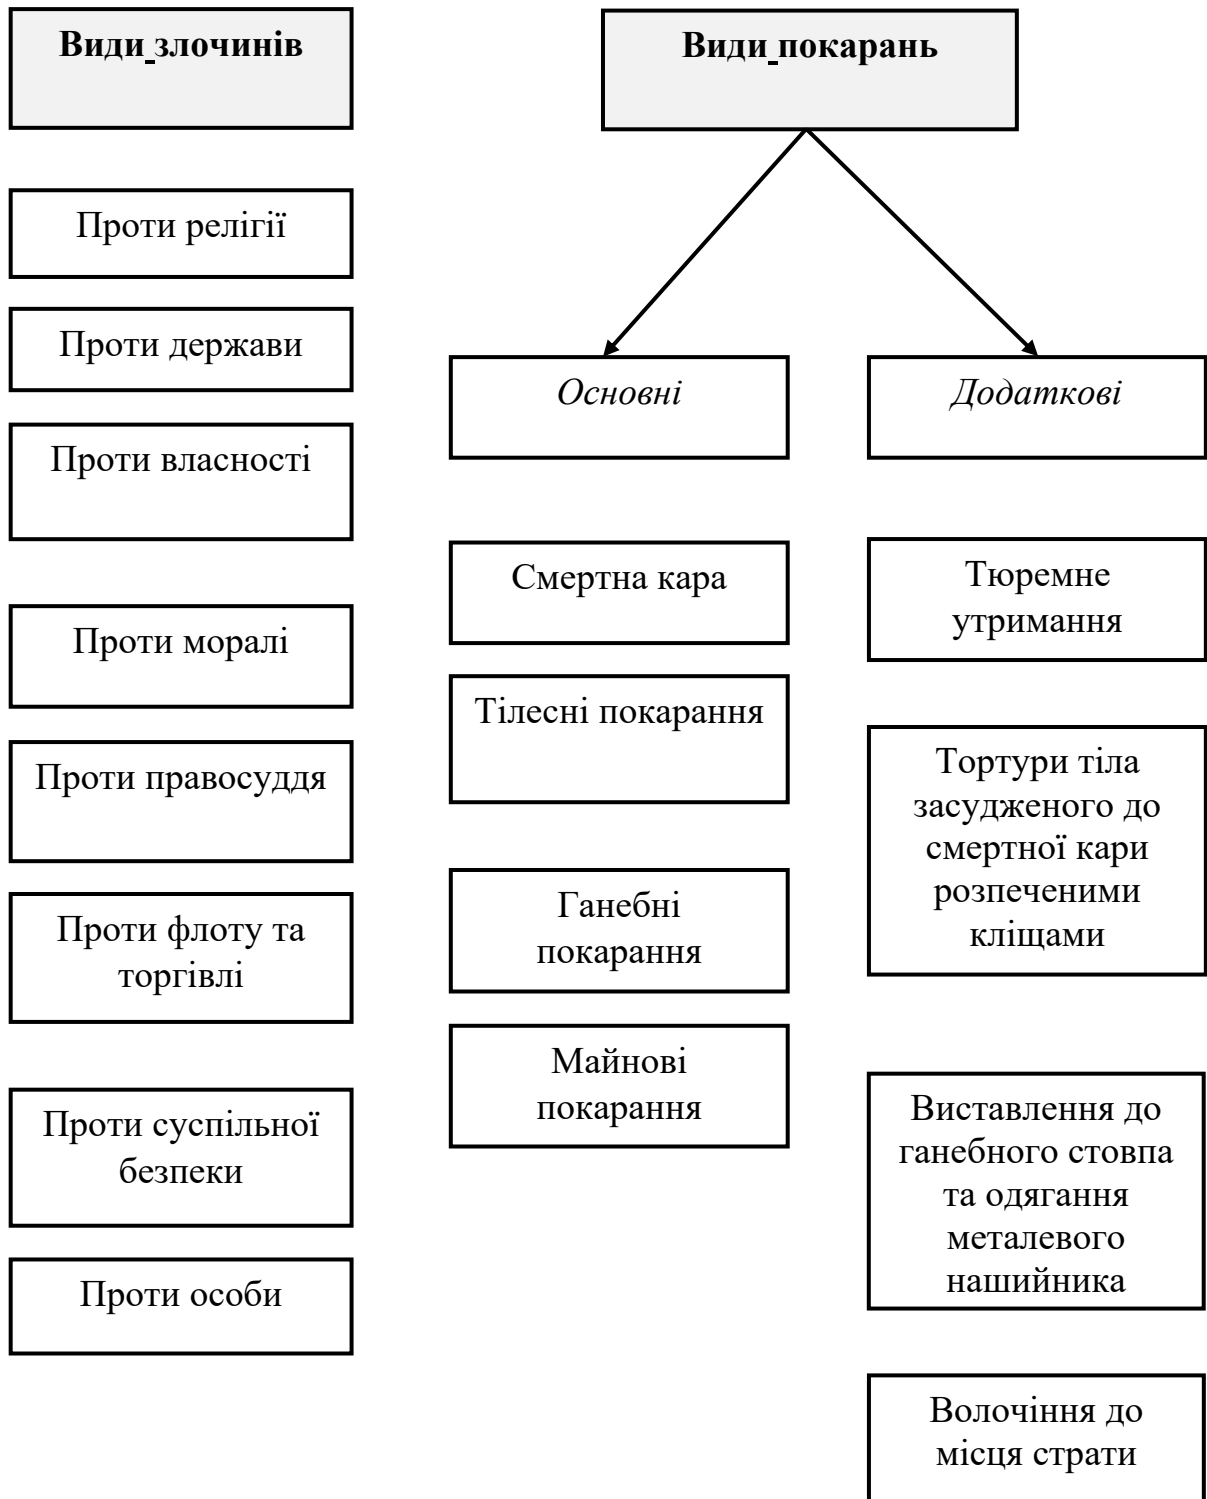 Види злочинів
Види покарань
Проти релігії
Проти держави
Проти власності
Проти моралі
Проти правосуддя
Проти флоту та
торгівлі
Проти суспільної
безпеки
Проти особи
Основні
Смертна кара
Тілесні покарання
Ганебні
покарання
Майнові
покарання
Додаткові
Тюремне
утримання
Тортури тіла
засудженого до
смертної кари
розпеченими
кліщами
Виставлення до
ганебного стовпа
та одягання
металевого
нашийника
Волочіння до
місця страти